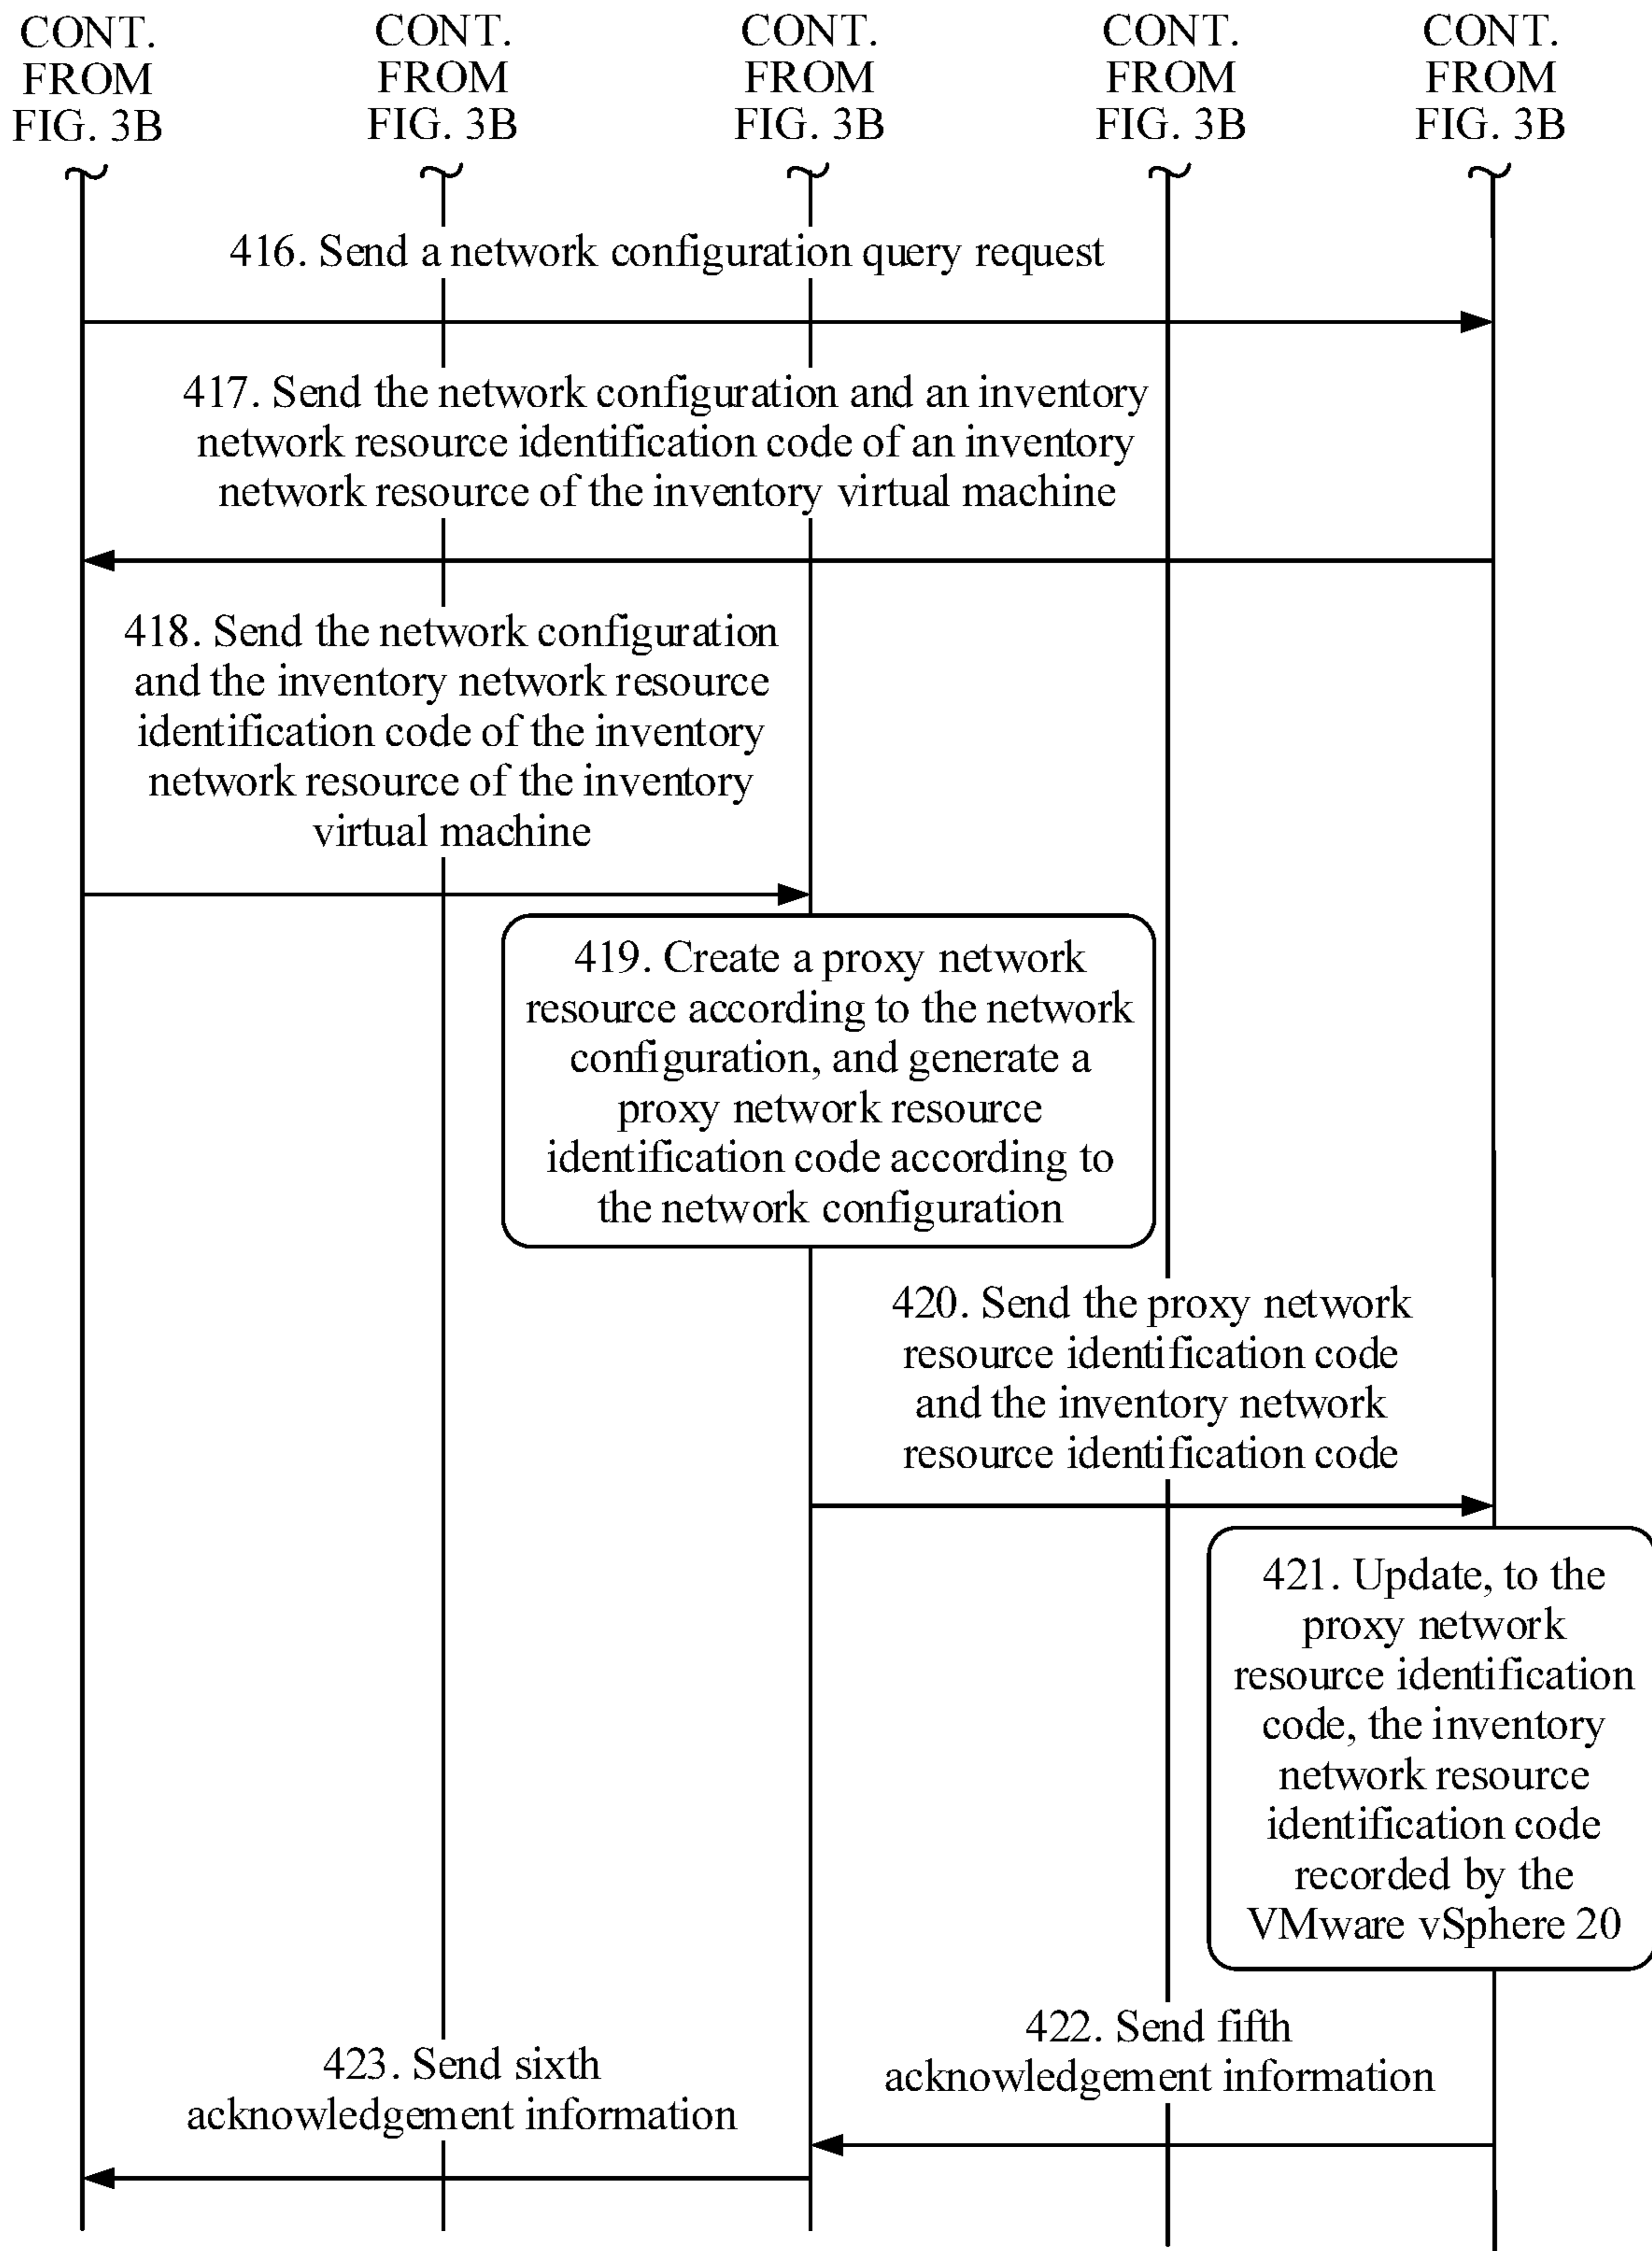 CONT.
FROM
FIG. 3B
CONT.
FROM
FIG. 3B
CONT.
FROM
FIG. 3B
CONT.
FROM
FIG. 3B
CONT.
FROM
FIG. 3B
416. Send a network configuration query request
417. Send the network configuration and an inventory
network resource identification code of an inventory
network resource of the inventory virtual machine
418. Send the network configuration
and the inventory network resource
identification code of the inventory
network resource of the inventory
virtual machine
419. Create a proxy network
resource according to the network
configuration, and generate a
proxy network resource
identification code according to
the network configuration
420. Send the proxy network
resource identification code
and the inventory network
resource identification code
421. Update, to the
proxy network
resource identification
code, the inventory
network resource
identification code
recorded by the
VMware vSphere 20
422. Send fifth
acknowledgement information
423. Send sixth
acknowledgement information